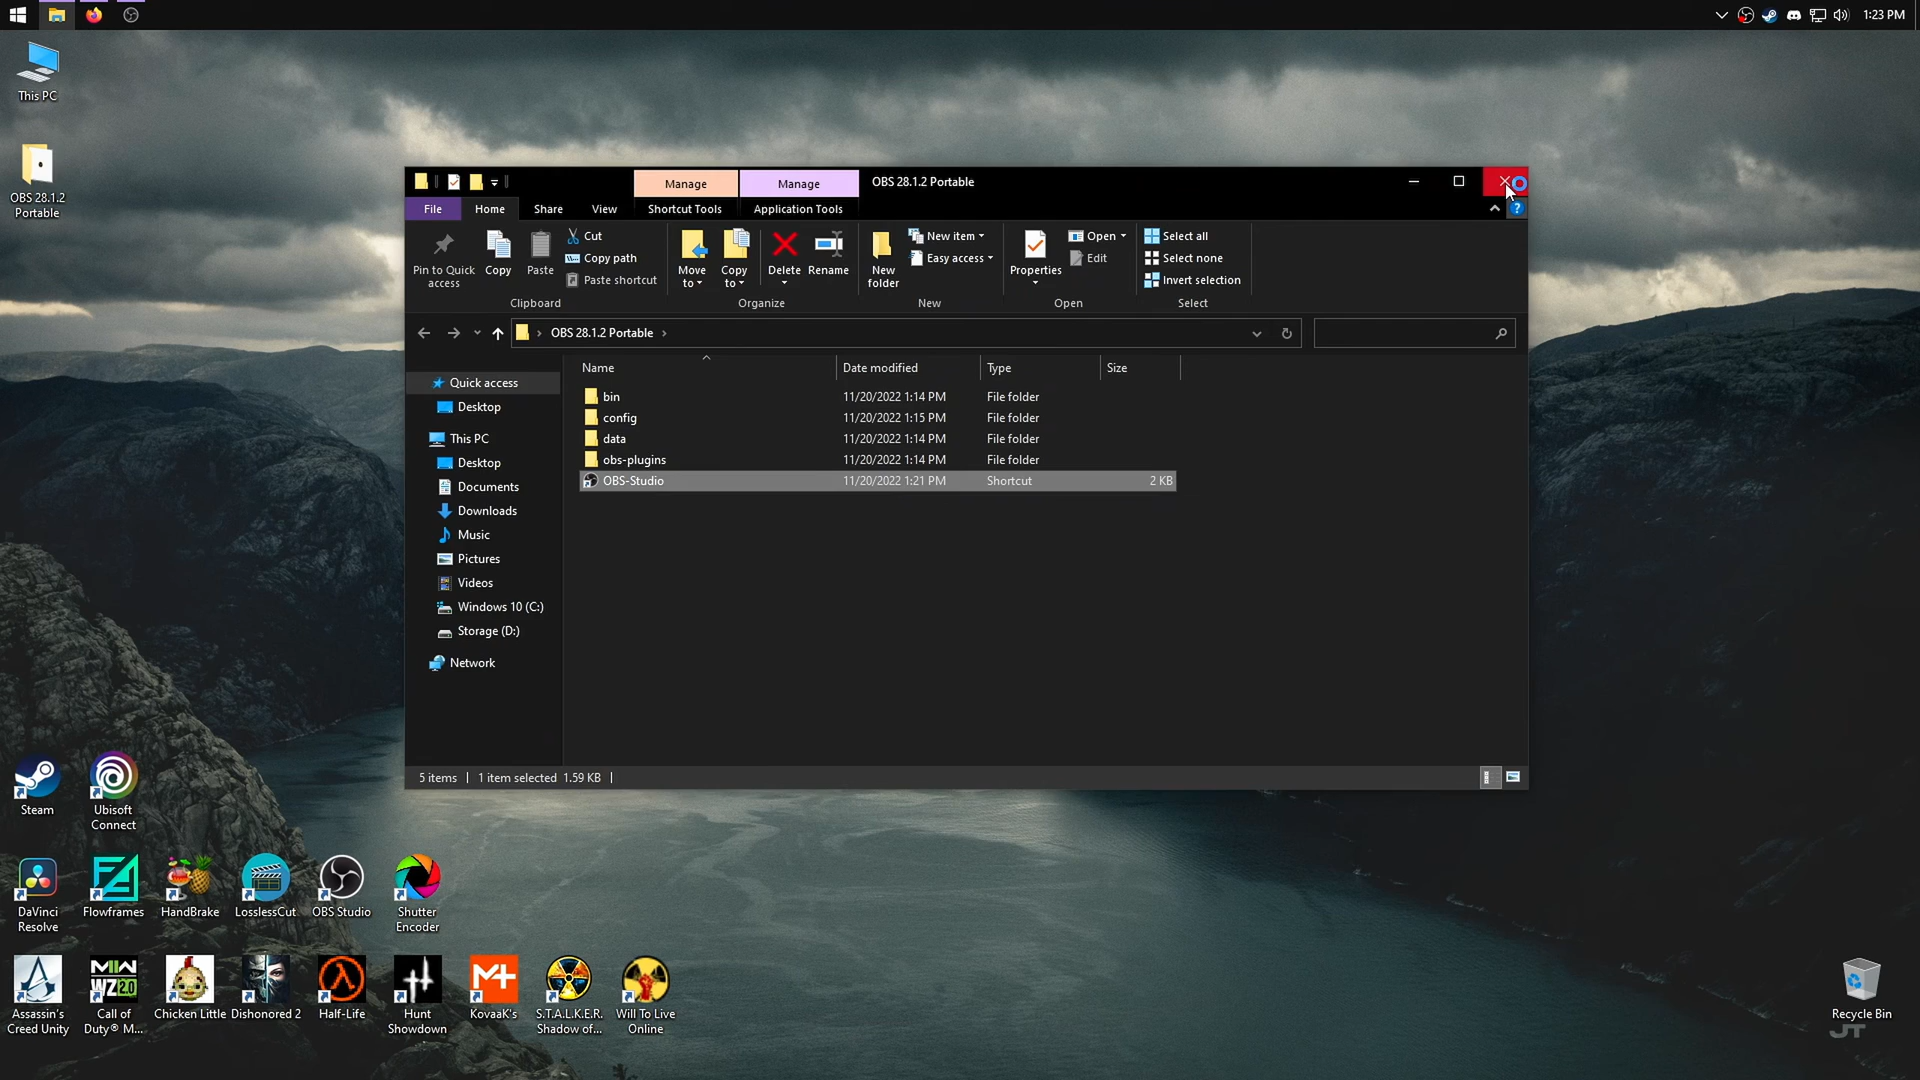 1:23 PM
This PC
OBS 28.1.2
Portable
Manage
Manage
OBS 28.1.2 Portable
File
Home
Share
View
Shortcut Tools
Application Tools
?
Pin to Quick
access
Copy
Paste
Cut
Copy path
Paste shortcut
Move
to
Copy
to
Delete
Rename
New
folder
New item
Easy access
Properties
Open
Edit
Select all
Select none
Invert selection
Clipboard
Organize
New
Open
Select
OBS 28.1.2 Portable
Name
Date modified
Type
Size
Quick access
Desktop
This PC
Desktop
Documents
Downloads
Music
Pictures
Videos
Windows 10 (C:)
Storage (D:)
Network
bin 11/20/2022 1:14 PM File folder
config 11/20/2022 1:15 PM File folder
data 11/20/2022 1:14 PM File folder
obs-plugins 11/20/2022 1:14 PM File folder
OBS-Studio 11/20/2022 1:21 PM Shortcut 2 KB
5 items 1 item selected 1.59 KB
Steam
Ubisoft
Connect
DaVinci
Resolve
Flowframes
HandBrake
LosslesCut
OBS Studio
Shutter
Encoder
Assassin's
Creed Unity
MW
WZ 2.0
Call of
Duty® M...
Chicken Little
Dishonored 2
Half-Life
Hunt
Showdown
M+
KovaaK's
S.T.A.L.K.E.R.
Shadow of...
Will To Live
Online
Recycle Bin
JT